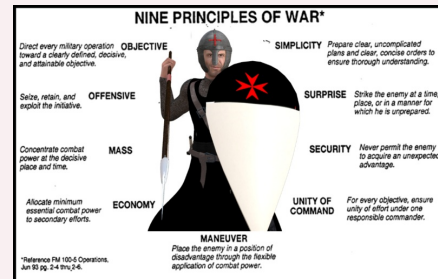 NINE PRINCIPLES OF WAR*
Direct every military operation
toward a clearly defined, decisive,
and attainable objective.
OBJECTIVE
SIMPLICITY
Prepare clear, uncomplicated
plans and clear, concise orders to
ensure thorough understanding.
Seize, retain, and
exploit the initiative.
OFFENSIVE
SURPRISE
Strike the enemy at a time,
place, or in a manner for
which he is unprepared.
Concentrate combat
power at the decisive
place and time.
MASS
SECURITY
Never permit the enemy
to acquire an unexpected
advantage.
Allocate minimum
essential combat power
to secondary efforts.
ECONOMY
UNITY OF
COMMAND
For every objective, ensure
unity of effort under one
responsible commander.
MANEUVER
Place the enemy in a position of
disadvantage through the flexible
application of combat power.
*Reference FM 100-5 Operations,
Jun 93 pg. 2-4 thru 2-6.